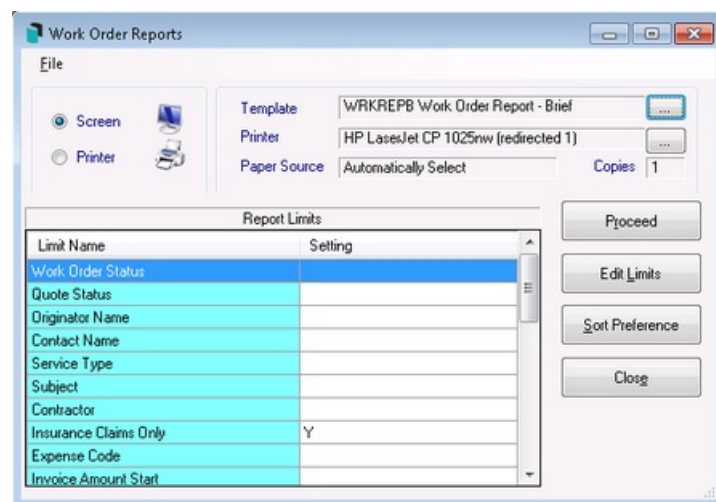 Work Order Reports
File
Screen
Printer
Template WRKREPB Work Order Report - Brief ...
Printer HP LaserJet CP 1025nw (redirected 1) ...
Paper Source Automatically Select Copies 1
Report Limits
Limit Name Setting
Work Order Status
Quote Status
Originator Name
Contact Name
Service Type
Subject
Contractor
Insurance Claims Only Y
Expense Code
Invoice Amount Start
Proceed
Edit Limits
Sort Preference
Close